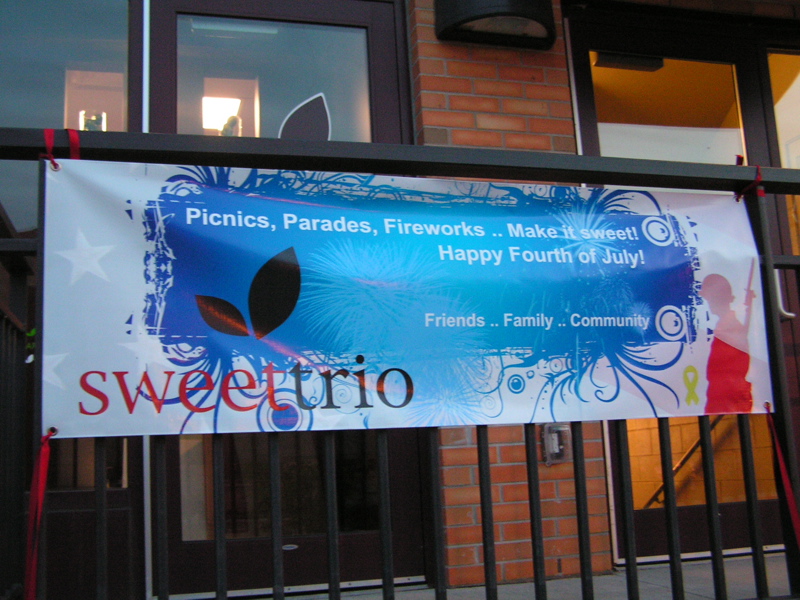 Picnics, Parades, Fireworks .. Make it sweet!
Happy Fourth of July!
Friends .. Family .. Community
sweettrio